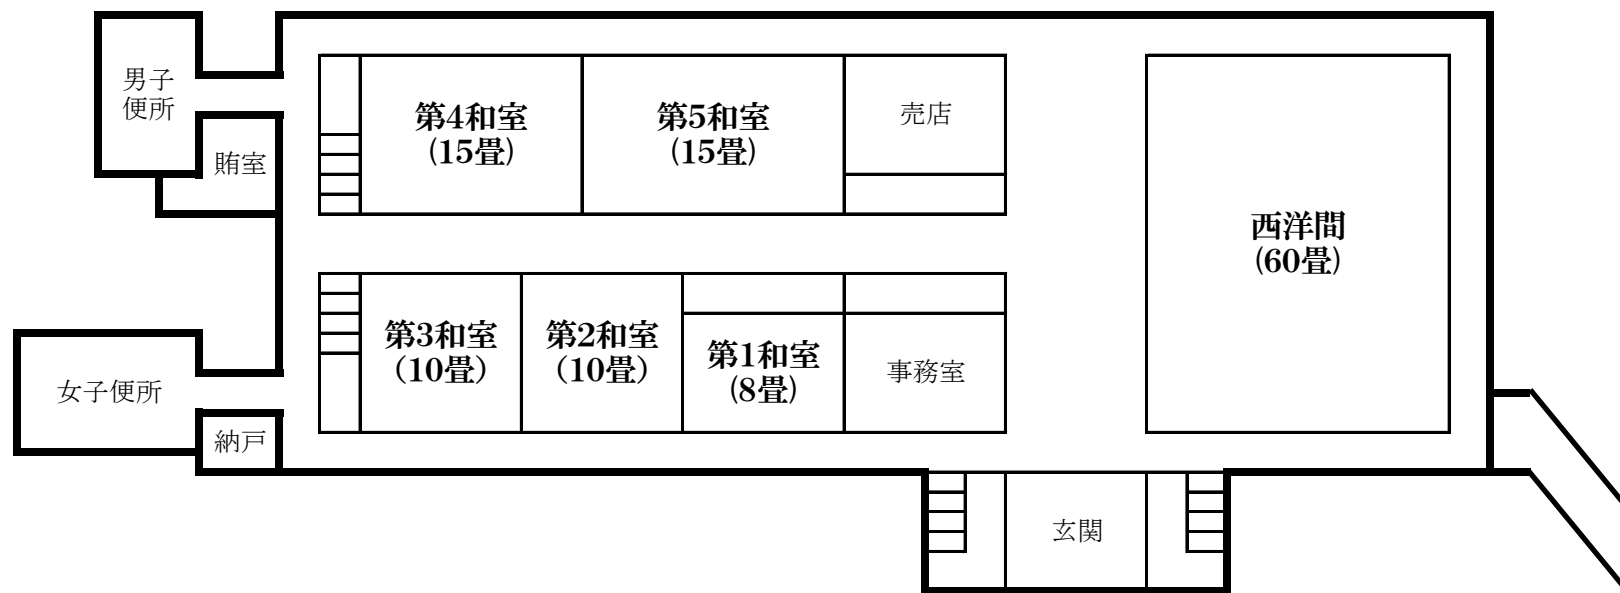 男子
便所
賄室
第4和室
(15畳)
第5和室
(15畳)
売店
西洋間
(60畳)
女子便所
納戸
第3和室
（10畳）
第2和室
（10畳）
第1和室
(8畳)
事務室
玄関